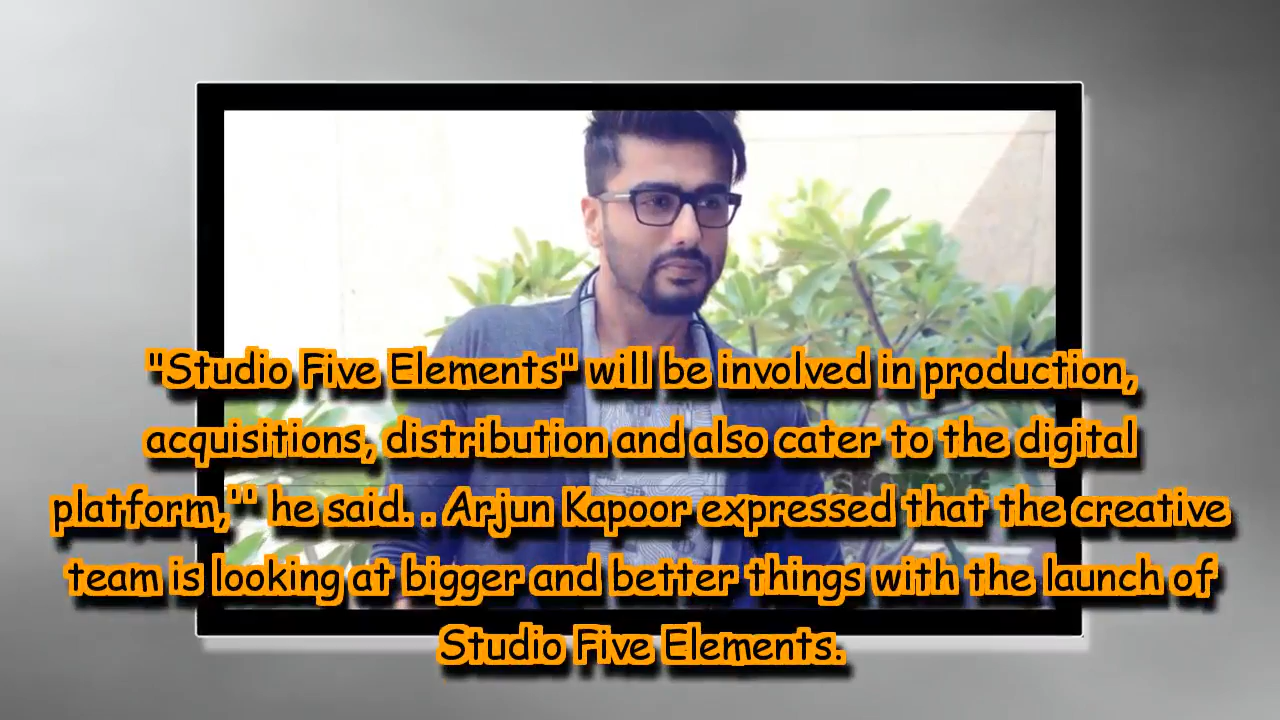 "Studio Five Elements" will be involved in production,
acquisitions, distribution and also cater to the digital
platform,'' he said. . Arjun Kapoor expressed that the creative
team is looking at bigger and better things with the launch of
Studio Five Elements.